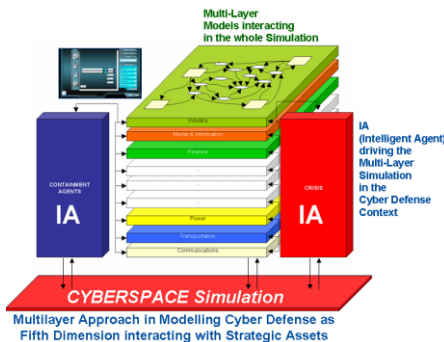 Multi-Layer
Models interacting
in the whole Simulation
Industry
Media & Information
Finance
...
...
...
Power
Transportation
Communications
CONTAINMENT
AGENTS
IA
CRISIS
IA
IA
(Intelligent Agent)
driving the
Multi-Layer
Simulation
in the
Cyber Defense
Context
CYBERSPACE Simulation
Multilayer Approach in Modelling Cyber Defense as
Fifth Dimension interacting with Strategic Assets